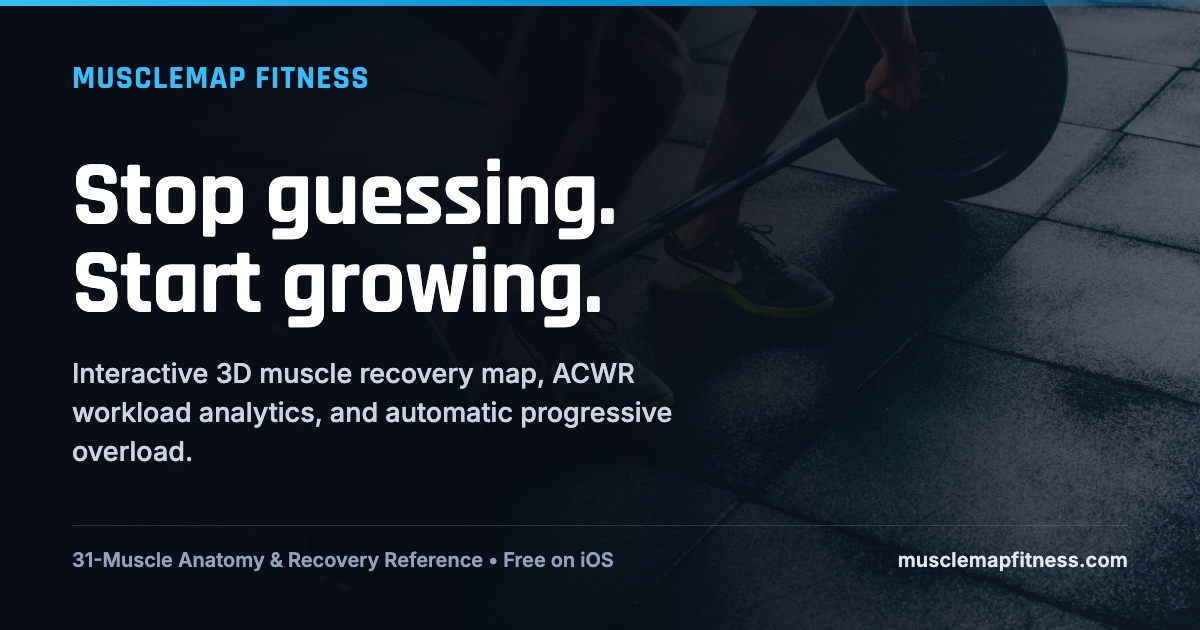 MUSCLEMAP FITNESS
Stop guessing.
Start growing.
Interactive 3D muscle recovery map, ACWR
workload analytics, and automatic progressive
overload.
31-Muscle Anatomy & Recovery Reference • Free on iOS
musclemapfitness.com